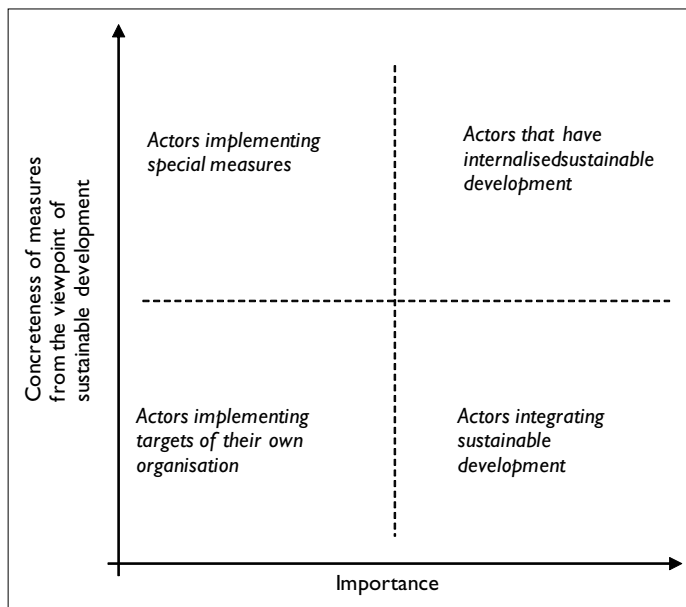 Concreteness of measures
from the viewpoint of
sustainable development
Actors implementing
special measures
Actors that have
internalisedsustainable
development
Actors implementing
targets of their own
organisation
Actors integrating
sustainable
development
Importance